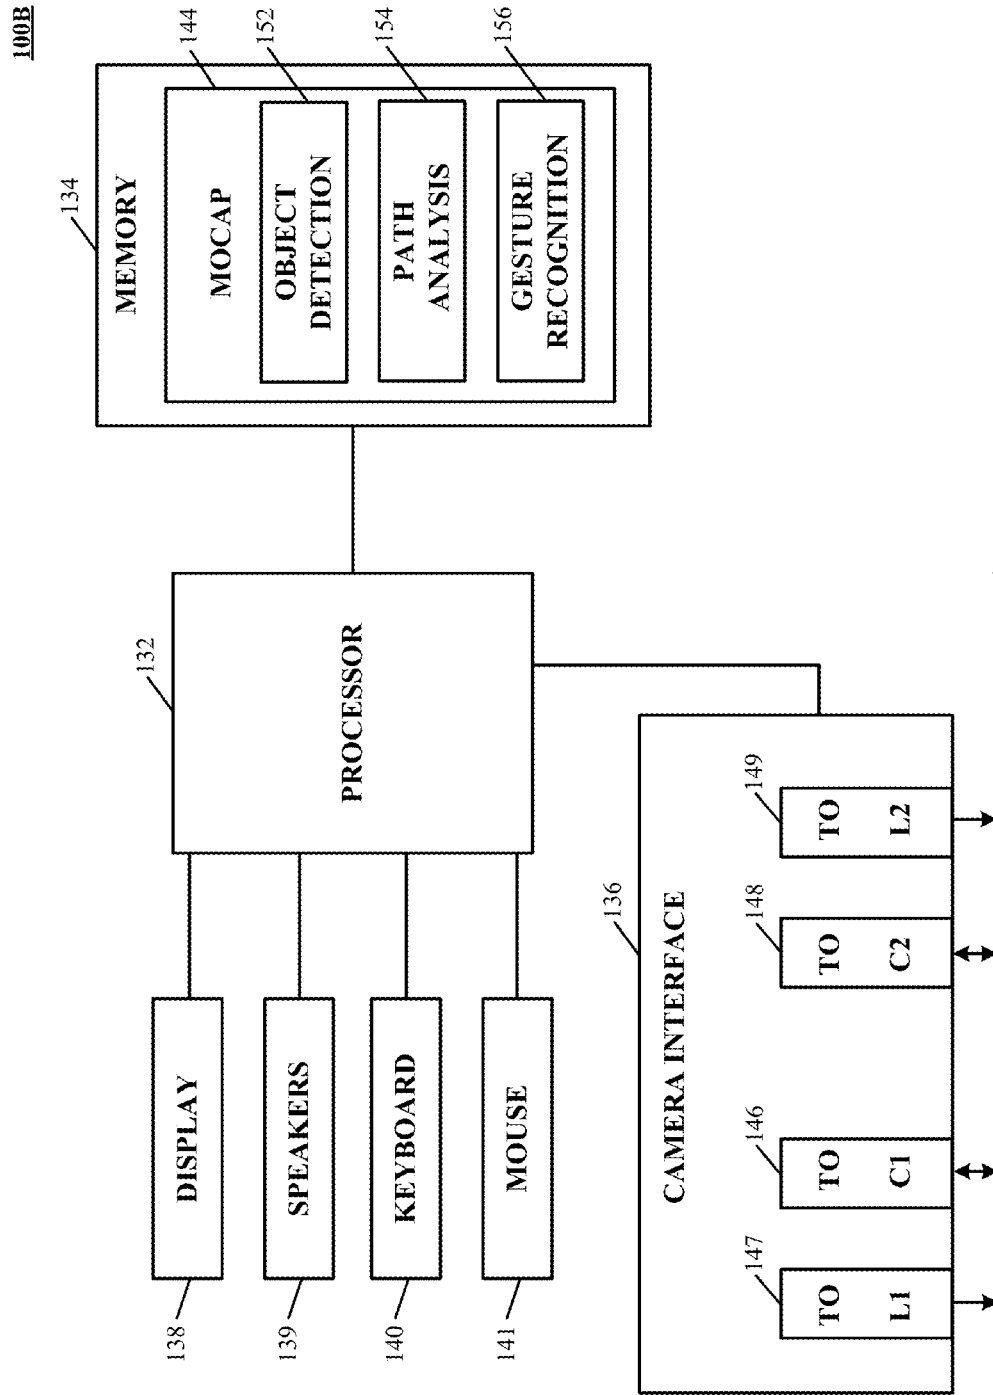 100B
134
MEMORY
144
MOCAP
152
OBJECT
DETECTION
154
PATH
ANALYSIS
156
GESTURE
RECOGNITION
132
PROCESSOR
138
DISPLAY
139
SPEAKERS
140
KEYBOARD
141
MOUSE
136
CAMERA INTERFACE
147
TO
L1
146
TO
C1
148
TO
C2
149
TO
L2